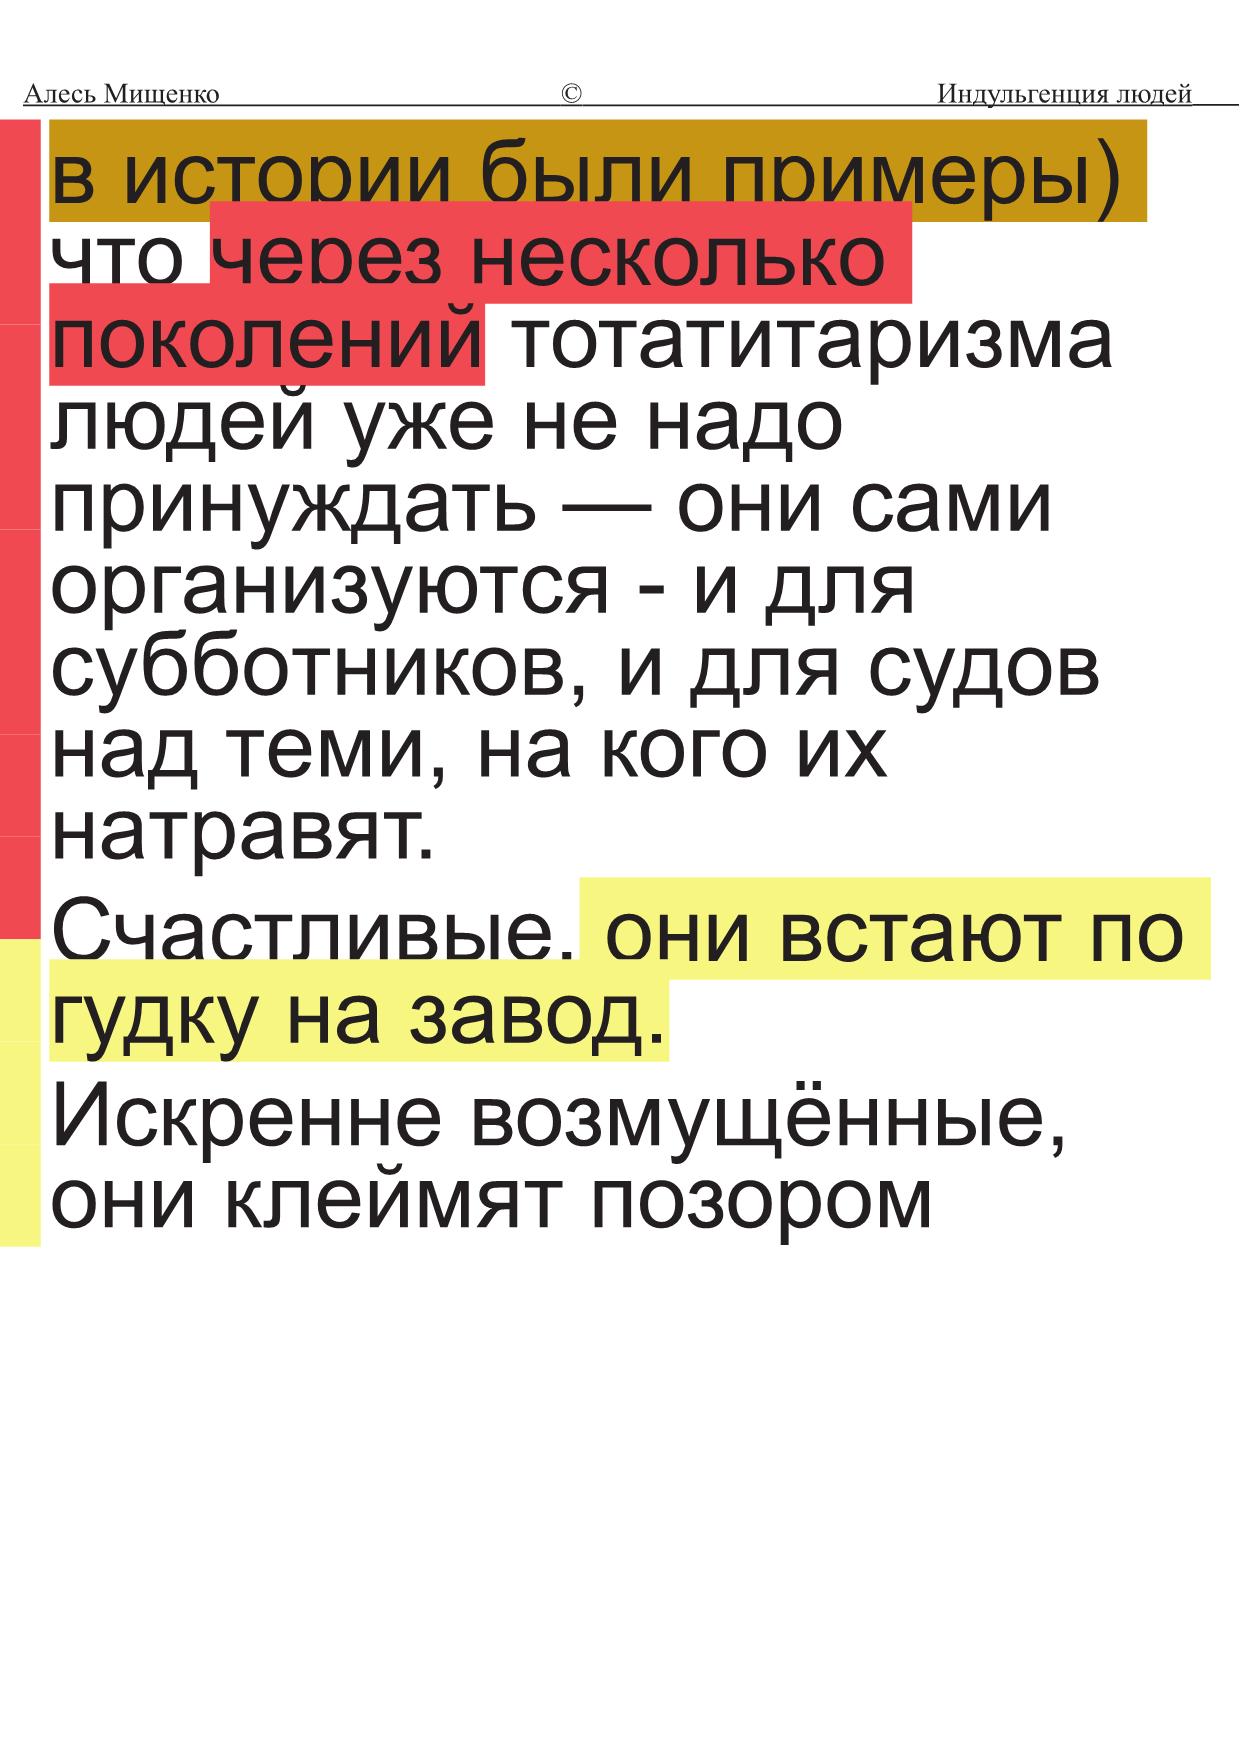 Алесь Мищенко © Индульгенция людей
в истории были примеры)
что через несколько
поколений тотатитаризма
людей уже не надо
принуждать — они сами
организуются - и для
субботников, и для судов
над теми, на кого их
натравят.
Счастливые, они встают по
гудку на завод.
Искренне возмущённые,
они клеймят позором